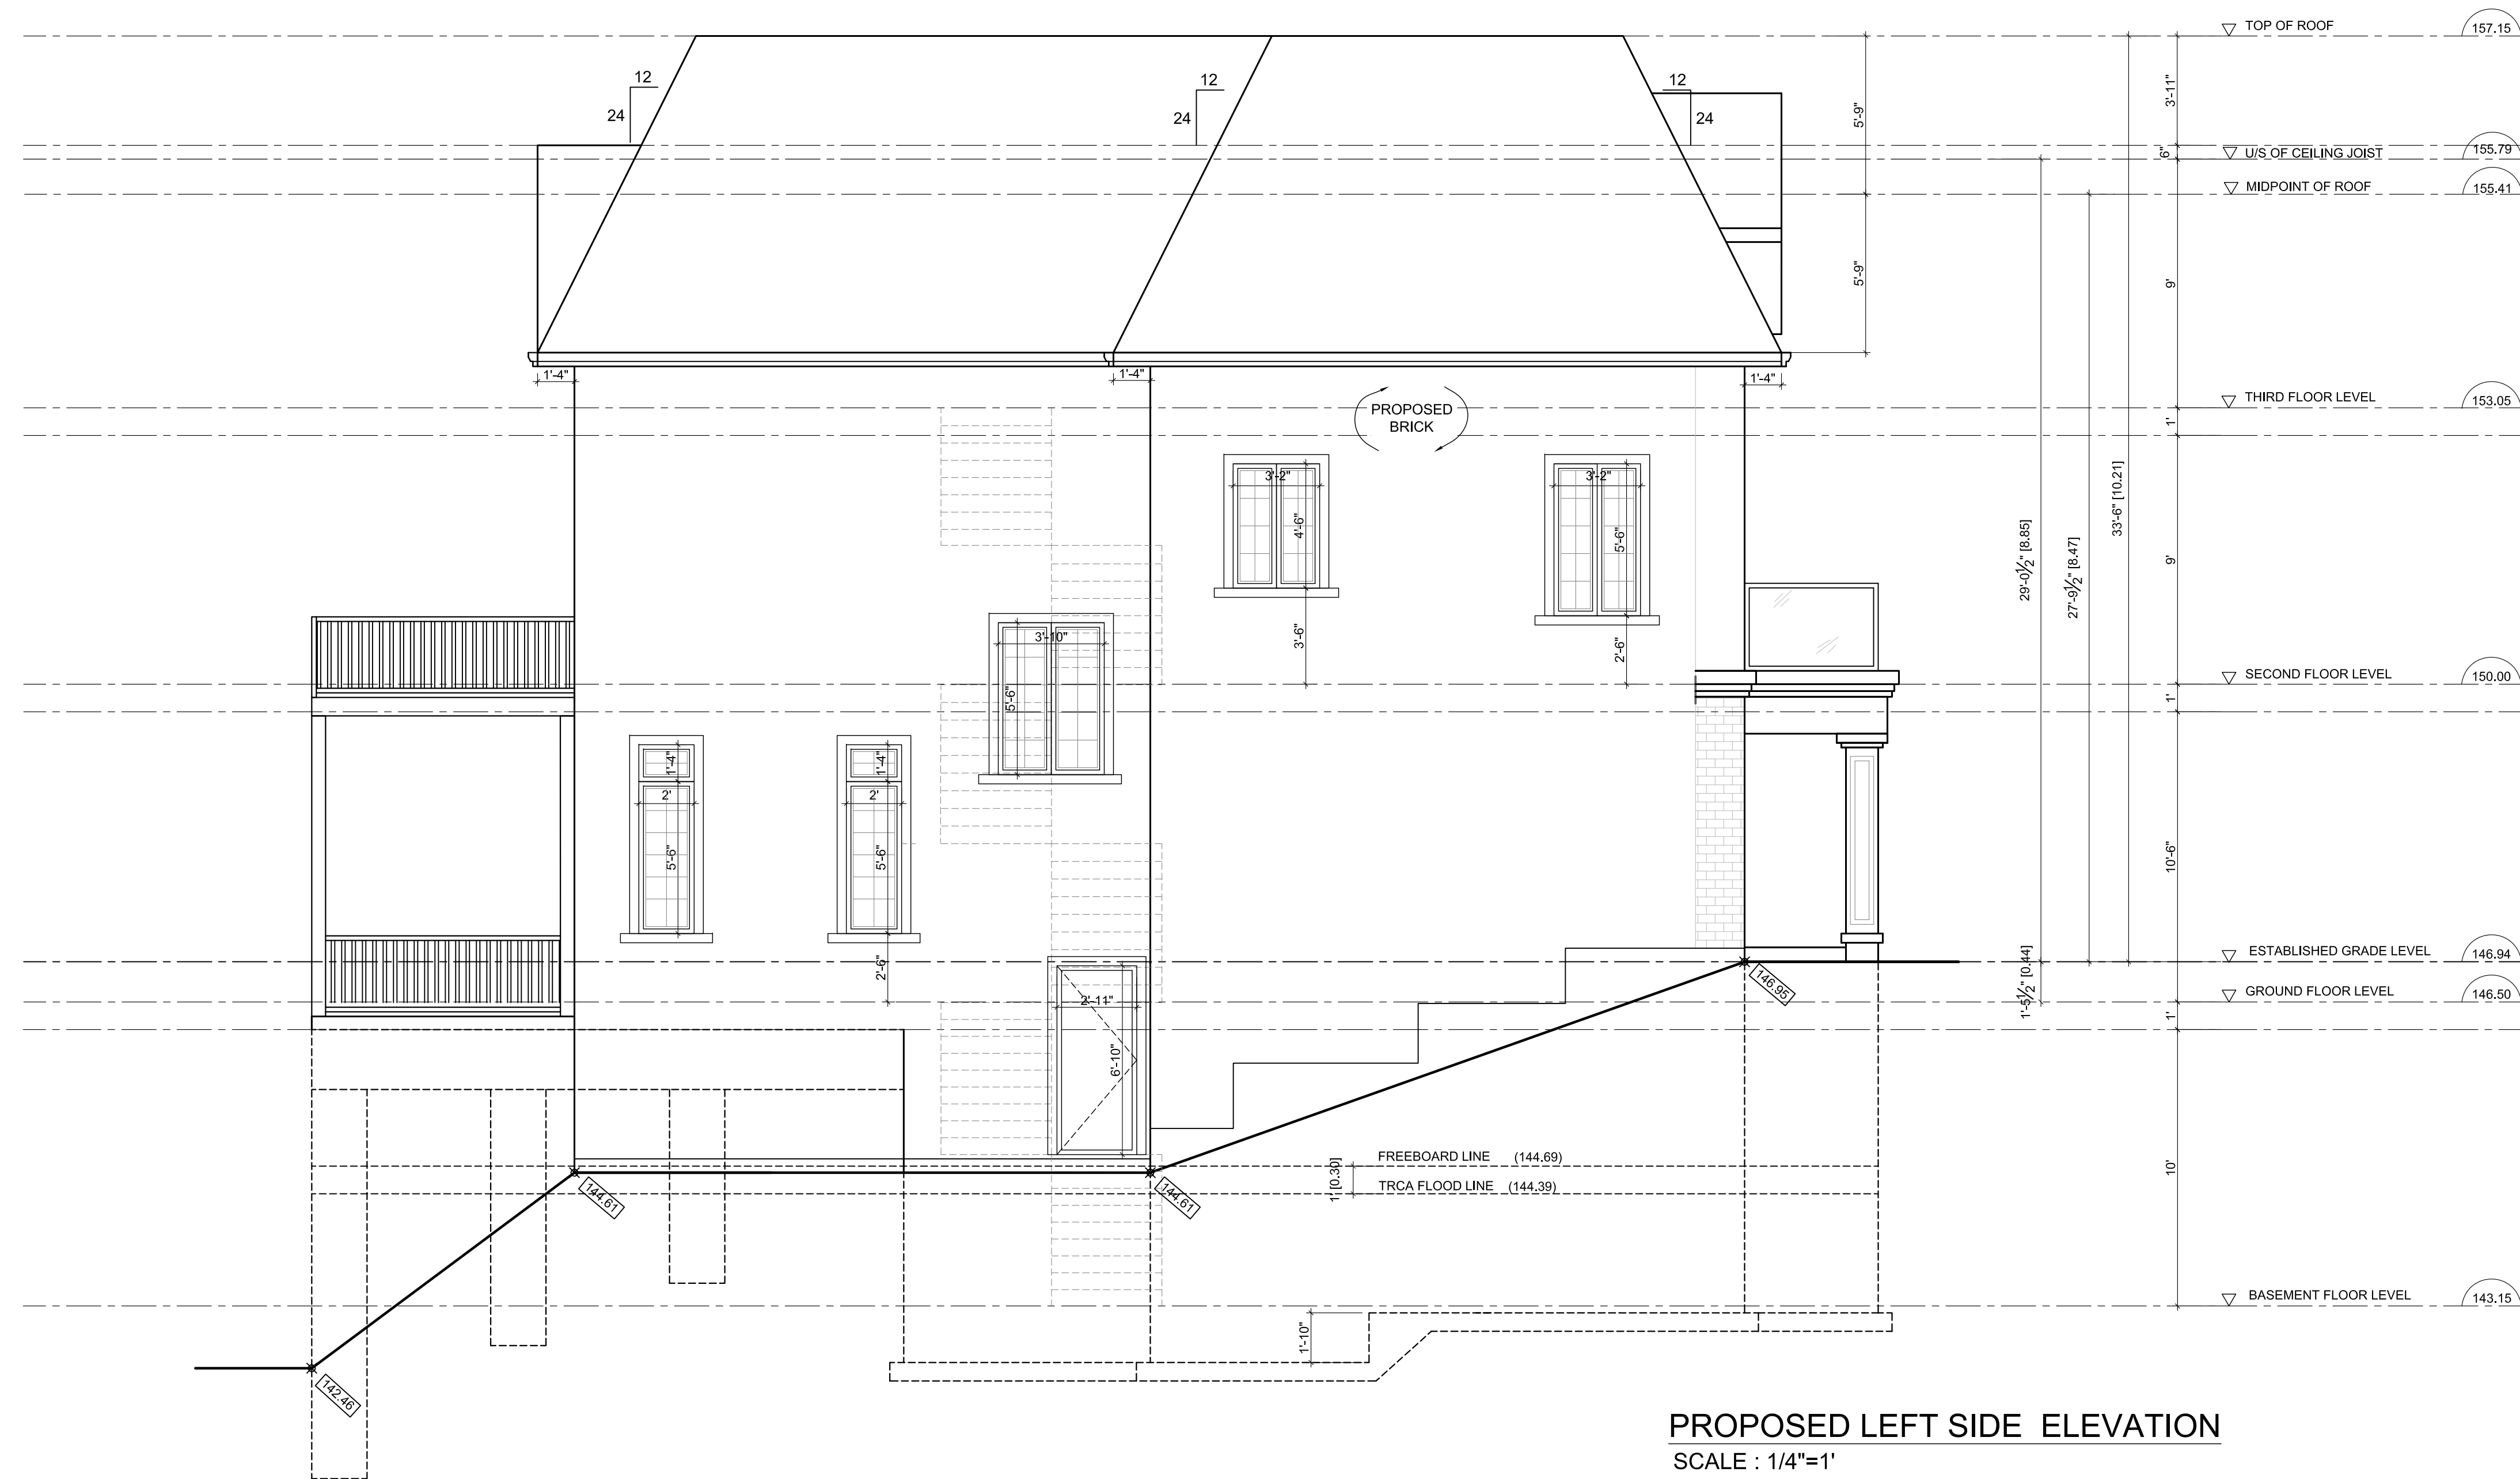 TOP OF ROOF 157.15
12
24
12
24
12
24
5'-9"
3'-11"
6"
U/S OF CEILING JOIST 155.79
MIDPOINT OF ROOF 155.41
5'-9"
9'
1'-4"
1'-4"
1'-4"
PROPOSED
BRICK
THIRD FLOOR LEVEL 153.05
1'
3'-2"
4'-6"
3'-6"
3'-2"
5'-6"
2'-6"
29'-0 1/2" [8.85]
27'-9 1/2" [8.47]
33'-6" [10.21]
9'
3'-10"
5'-6"
SECOND FLOOR LEVEL 150.00
1'
1'-4"
2'
5'-6"
1'-4"
2'
5'-6"
2'-6"
10'-6"
ESTABLISHED GRADE LEVEL 146.94
146.95
1'-5 1/2" [0.44]
GROUND FLOOR LEVEL 146.50
1'
2'-11"
6'-10"
FREEBOARD LINE (144.69)
1' [0.30]
TRCA FLOOD LINE (144.39)
144.61
144.61
10'
BASEMENT FLOOR LEVEL 143.15
1'-10"
142.46
PROPOSED LEFT SIDE ELEVATION
SCALE : 1/4"=1'